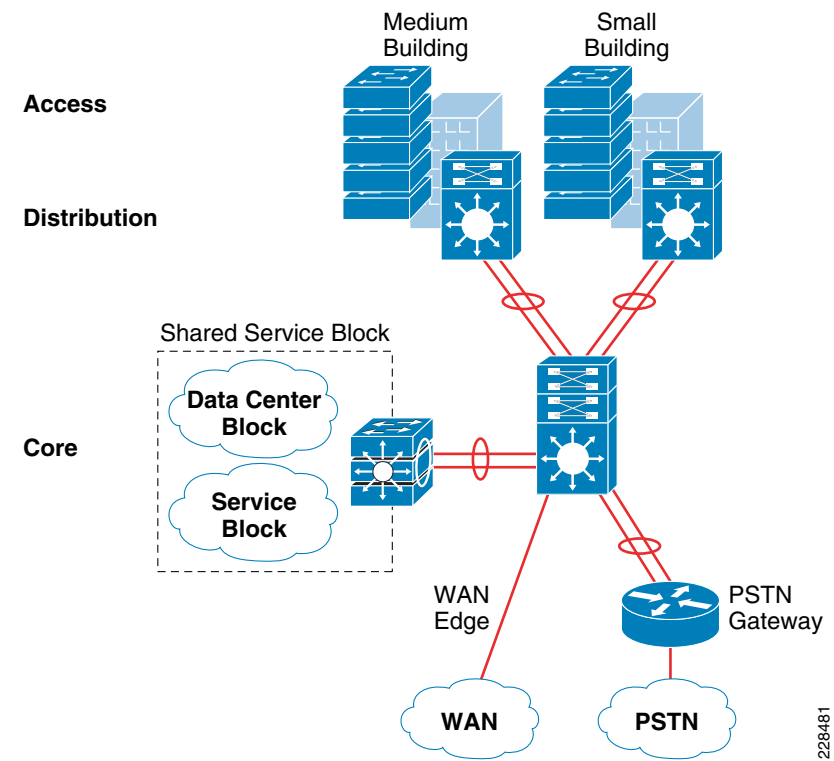 Medium
Building
Small
Building
Access
Distribution
Shared Service Block
Data Center
Block
Core
Service
Block
WAN
Edge
PSTN
Gateway
WAN
PSTN
228481